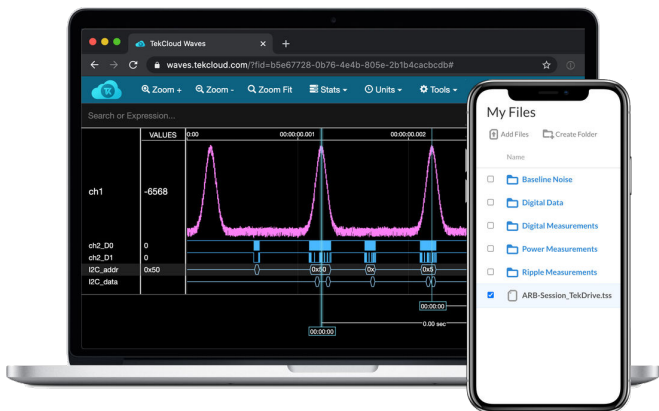 TekCloud Waves
waves.tekcloud.com/?fid=b5e67728-0b76-4e4b-805e-2b1b4cacbcdb#
Zoom + Zoom - Zoom Fit Stats Units Tools
Search or Expression...
VALUES 0:00 00:00:00.001 00:00:00.002
ch1 -6568
ch2_D0 0
ch2_D1 0
I2C_addr 0x50 0x50 0x 0x5
I2C_data
00:00:00
0.00 sec
00:00:00
My Files
Add Files Create Folder
Name
Baseline Noise
Digital Data
Digital Measurements
Power Measurements
Ripple Measurements
ARB-Session_TekDrive.tss